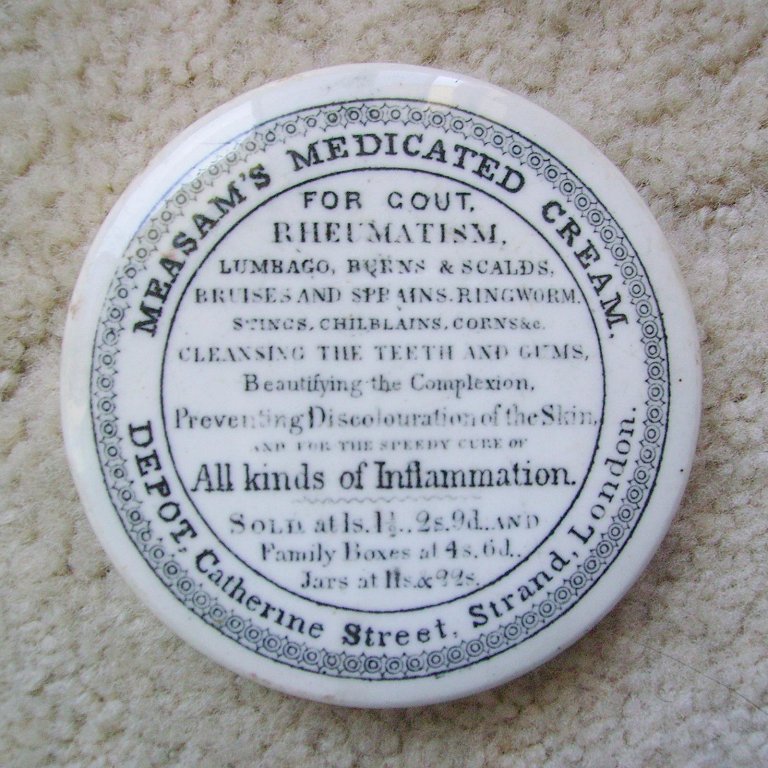 MEASAM'S MEDICATED CREAM,
FOR GOUT,
RHEUMATISM,
LUMBAGO, BURNS & SCALDS,
BRUISES AND SPRAINS. RINGWORM,
STINGS, CHILBLAINS, CORNS &c.
CLEANSING THE TEETH AND GUMS,
Beautifying the Complexion,
Preventing Discolouration of the Skin,
AND FOR THE SPEEDY CURE OF
All kinds of Inflammation.
SOLD at 1s. 1½., 2s. 9d., AND
Family Boxes at 4s. 6d.,
Jars at 11s. & 22s.
DEPOT, Catherine Street, Strand, London.